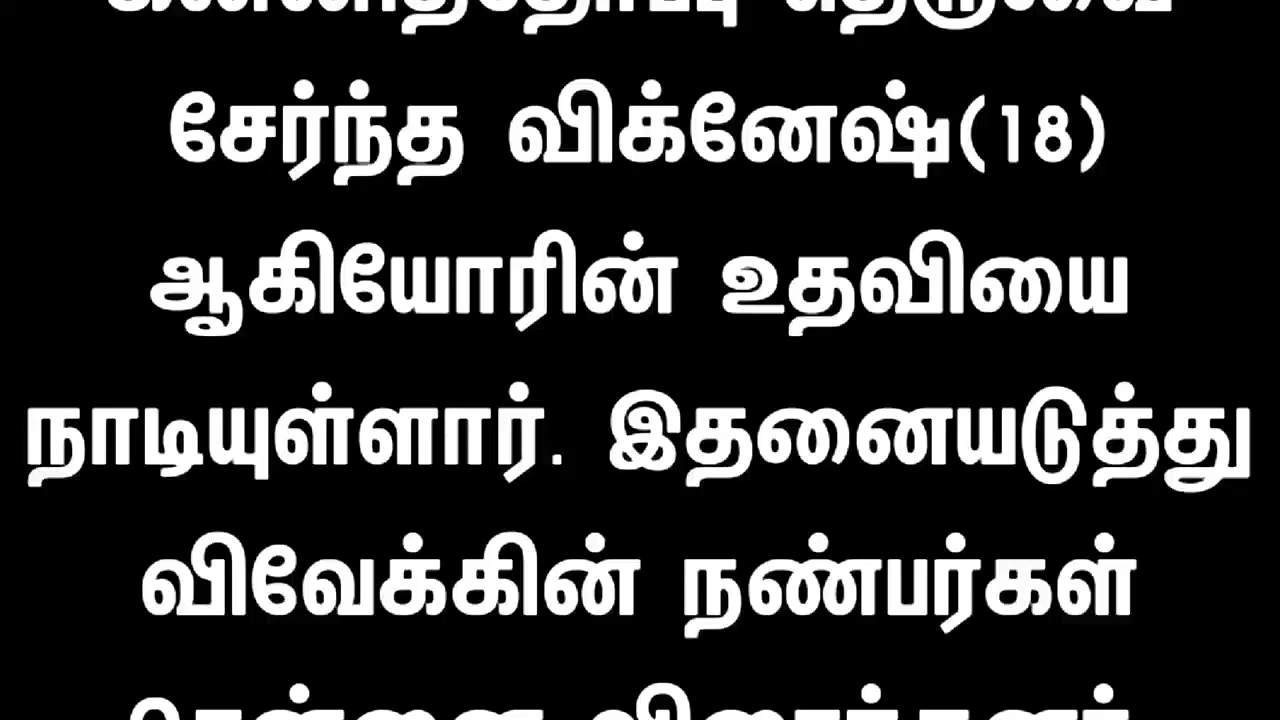 தெருவை
சேர்ந்த விக்னேஷ்(18)
ஆகியோரின் உதவியை
நாடியுள்ளார். இதனையடுத்து
விவேக்கின் நண்பர்கள்